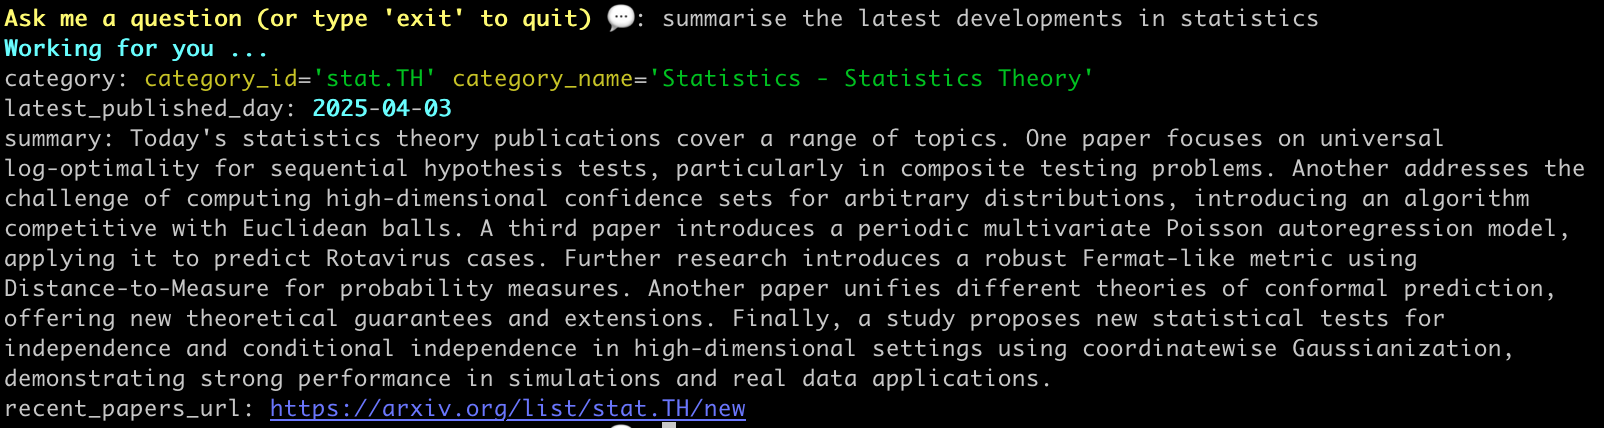 Ask me a question (or type 'exit' to quit) 💬: summarise the latest developments in statistics
Working for you ...
category: category_id='stat.TH' category_name='Statistics - Statistics Theory'
latest_published_day: 2025-04-03
summary: Today's statistics theory publications cover a range of topics. One paper focuses on universal
log-optimality for sequential hypothesis tests, particularly in composite testing problems. Another addresses the
challenge of computing high-dimensional confidence sets for arbitrary distributions, introducing an algorithm
competitive with Euclidean balls. A third paper introduces a periodic multivariate Poisson autoregression model,
applying it to predict Rotavirus cases. Further research introduces a robust Fermat-like metric using
Distance-to-Measure for probability measures. Another paper unifies different theories of conformal prediction,
offering new theoretical guarantees and extensions. Finally, a study proposes new statistical tests for
independence and conditional independence in high-dimensional settings using coordinatewise Gaussianization,
demonstrating strong performance in simulations and real data applications.
recent_papers_url: https://arxiv.org/list/stat.TH/new